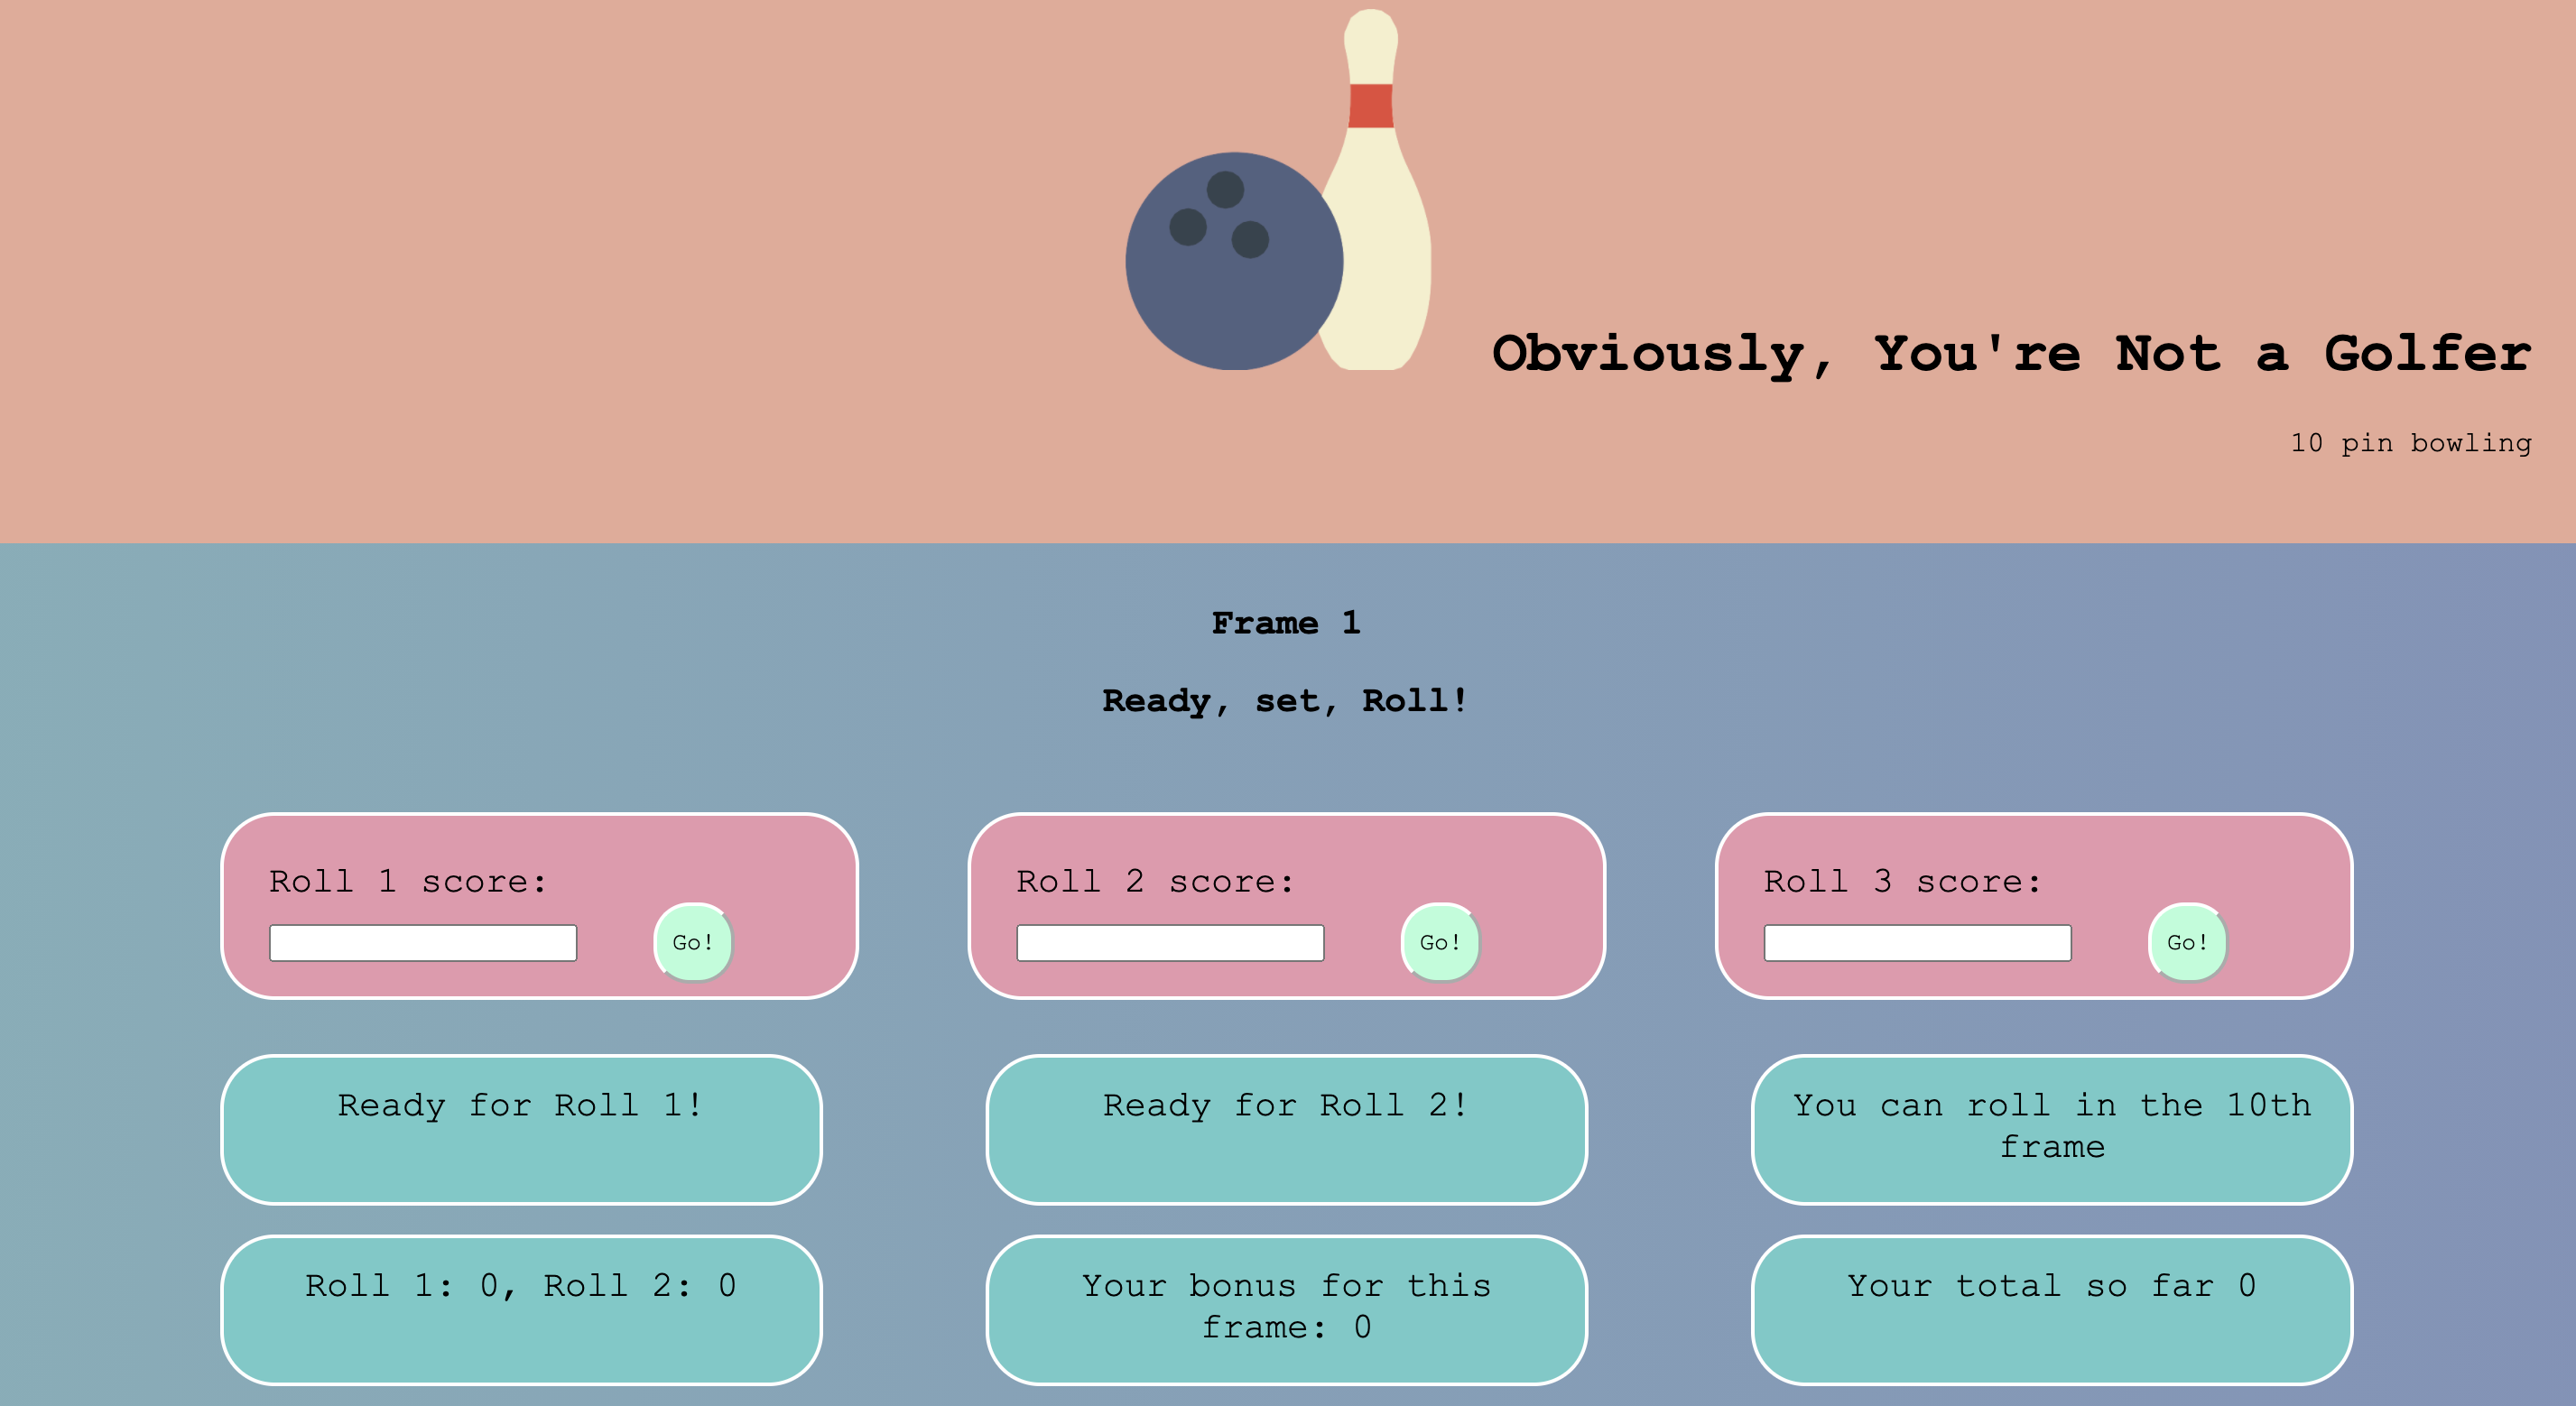 Obviously, You're Not a Golfer
10 pin bowling
Frame 1
Ready, set, Roll!
Roll 1 score:
Go!
Roll 2 score:
Go!
Roll 3 score:
Go!
Ready for Roll 1!
Ready for Roll 2!
You can roll in the 10th
frame
Roll 1: 0, Roll 2: 0
Your bonus for this
frame: 0
Your total so far 0